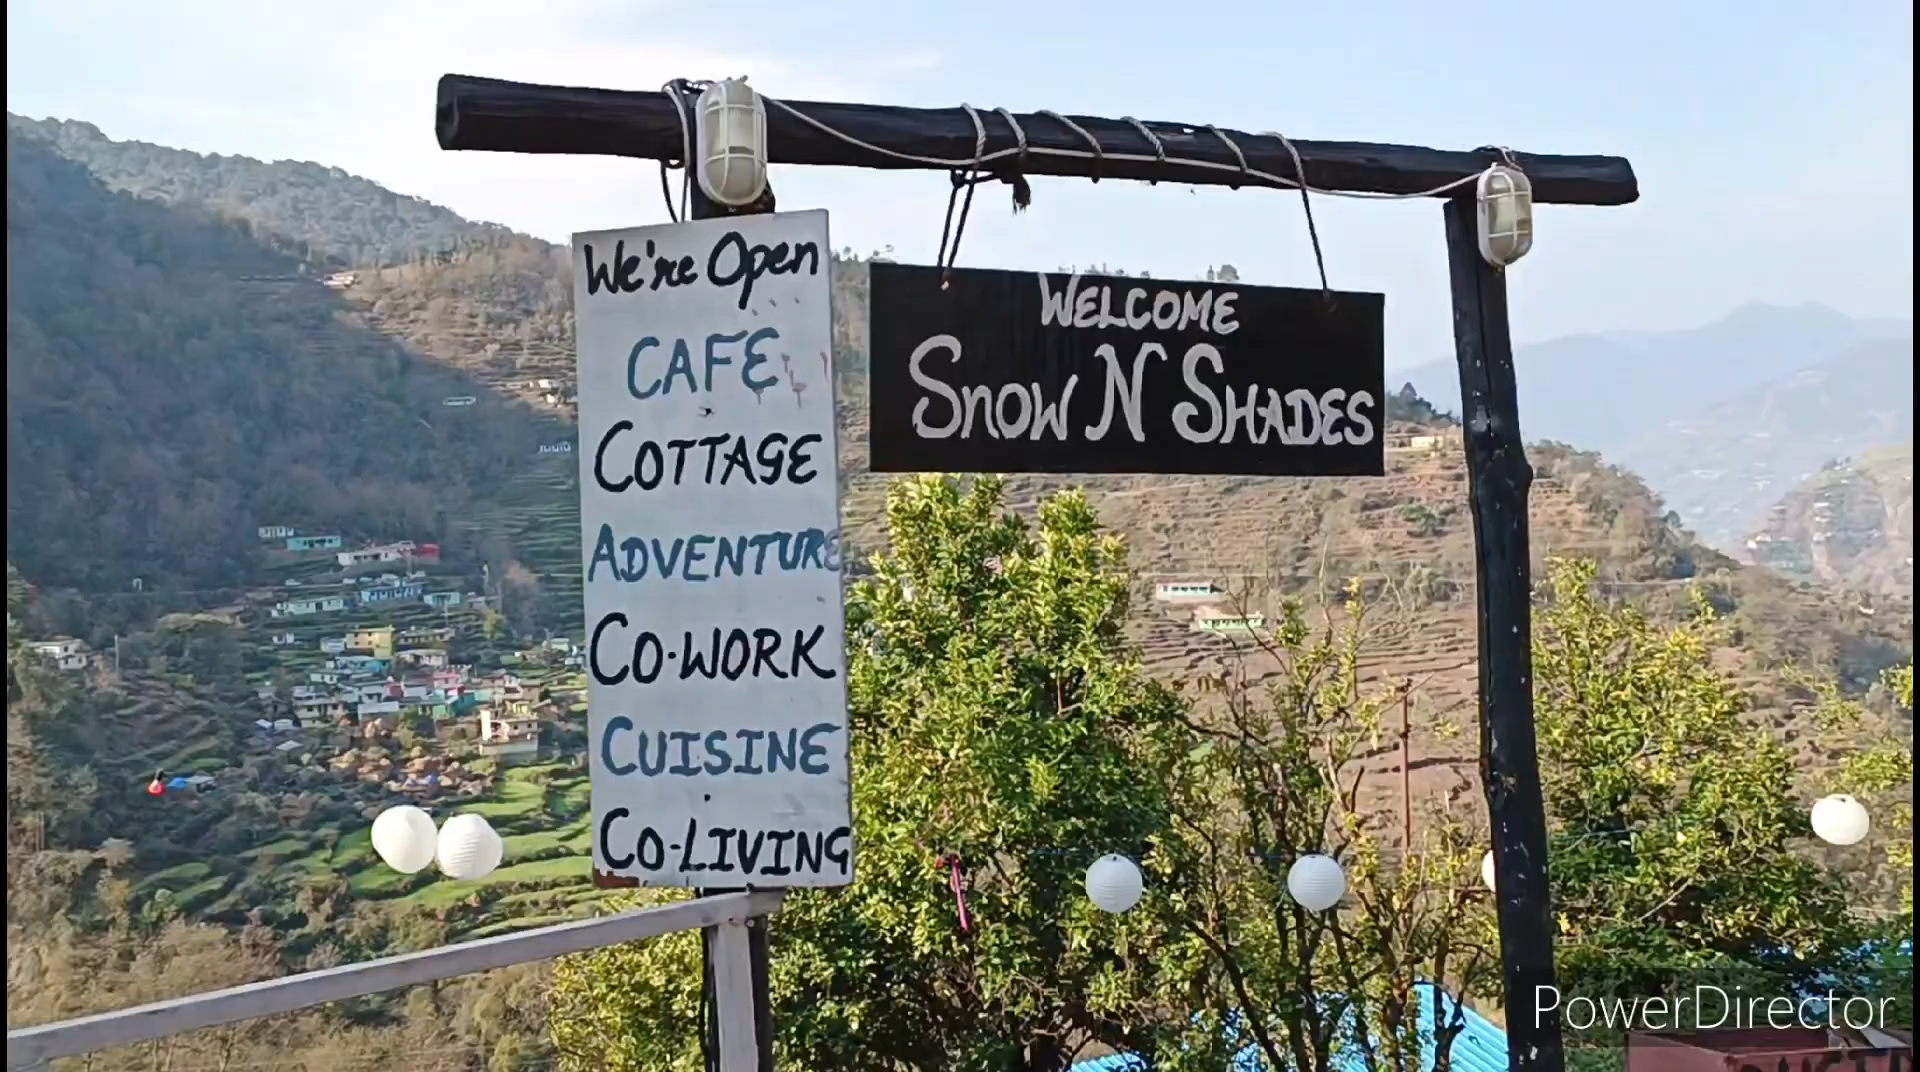 We're Open
CAFE
COTTAGE
ADVENTURE
CO-WORK
CUISINE
CO-LIVING
WELCOME
SNOW N SHADES
PowerDirector